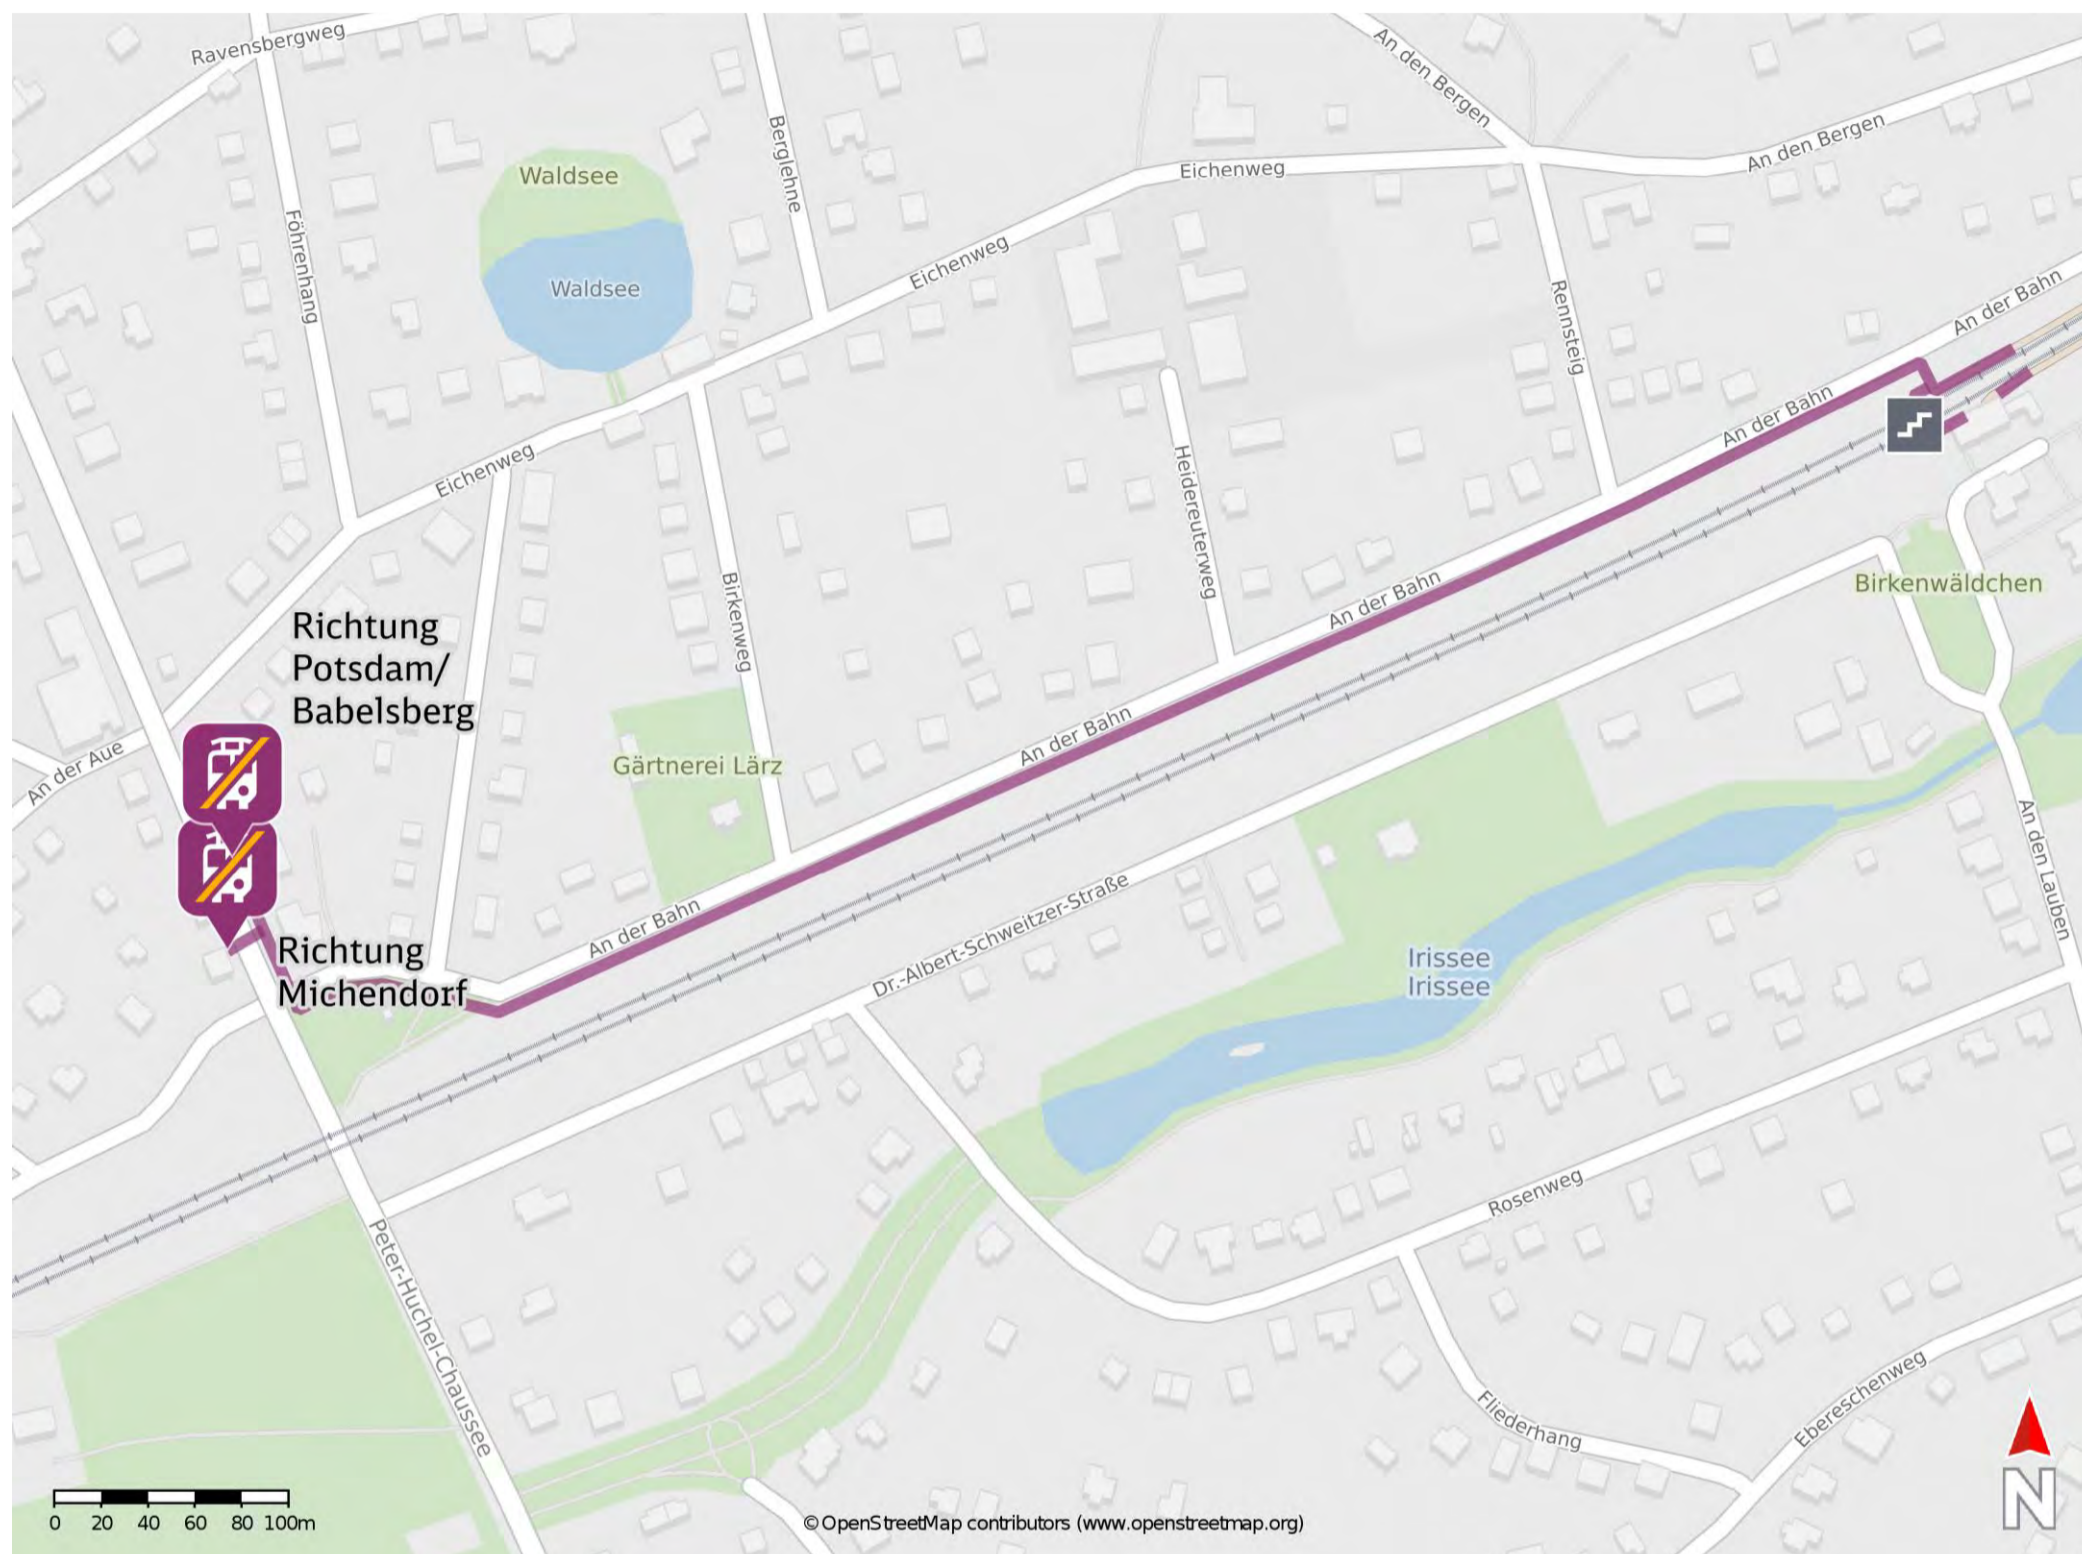 Ravensbergweg
An den Bergen
An den Bergen
Berglehne
Eichenweg
Waldsee
Föhrenhang
Eichenweg
Waldsee
An der Bahn
Rennsteig
An der Bahn
Eichenweg
Heidereuterweg
Birkenweg
An der Bahn
Birkenwäldchen
Richtung
Potsdam/
Babelsberg
An der Bahn
Gärtnerei Lärz
An der Aue
An den Lauben
An der Bahn
Dr.-Albert-Schweitzer-Straße
Richtung
Michendorf
Irissee
Irissee
Rosenweg
Peter-Huchel-Chaussee
Fliederhang
Ebereschenweg
N
0 20 40 60 80 100m
© OpenStreetMap contributors (www.openstreetmap.org)